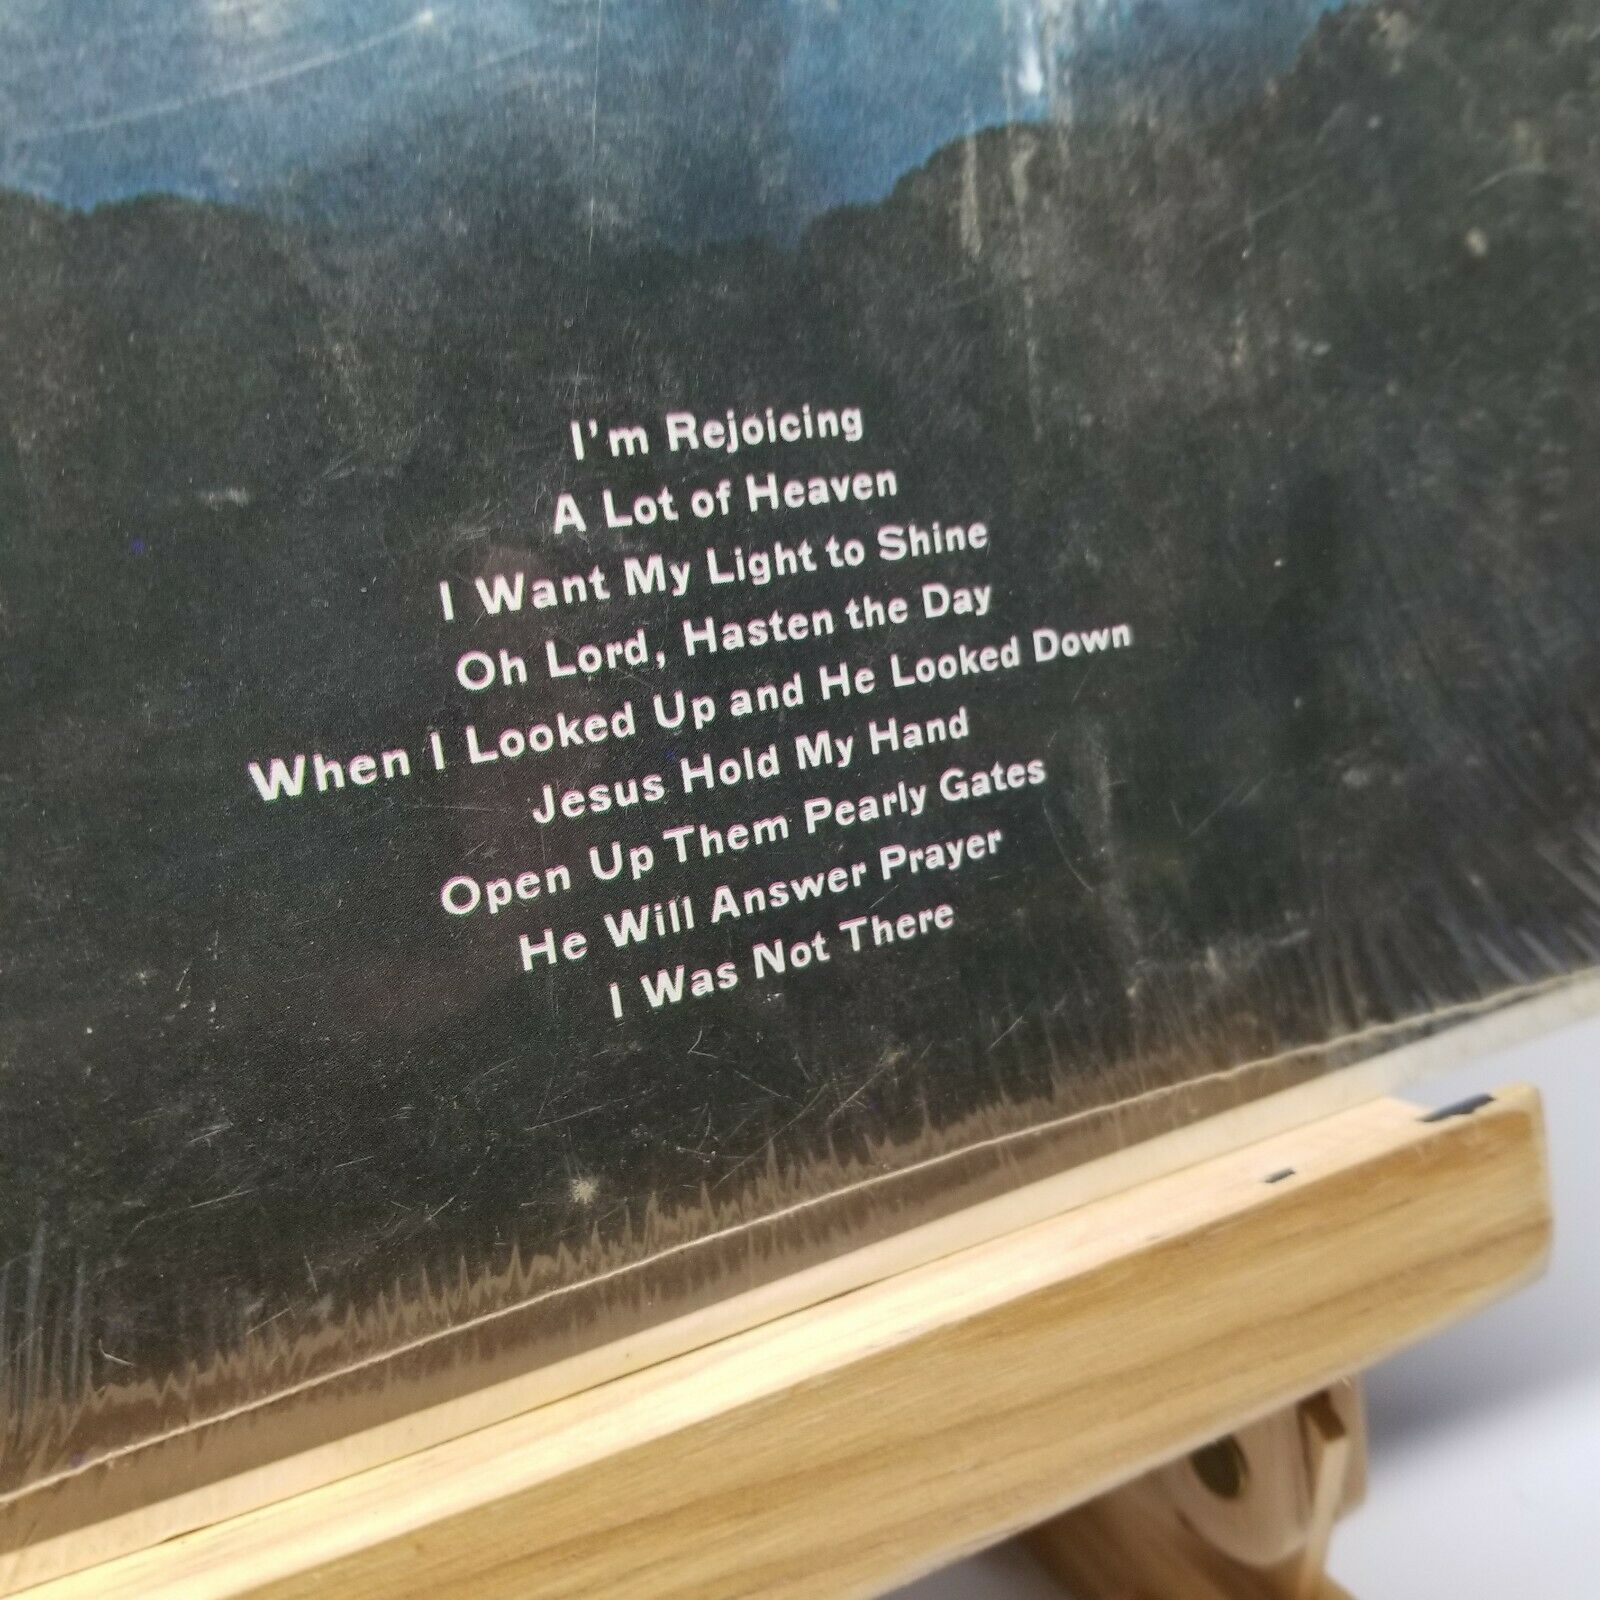 I'm Rejoicing
A Lot of Heaven
I Want My Light to Shine
Oh Lord, Hasten the Day
When I Looked Up and He Looked Down
Jesus Hold My Hand
Open Up Them Pearly Gates
He Will Answer Prayer
I Was Not There